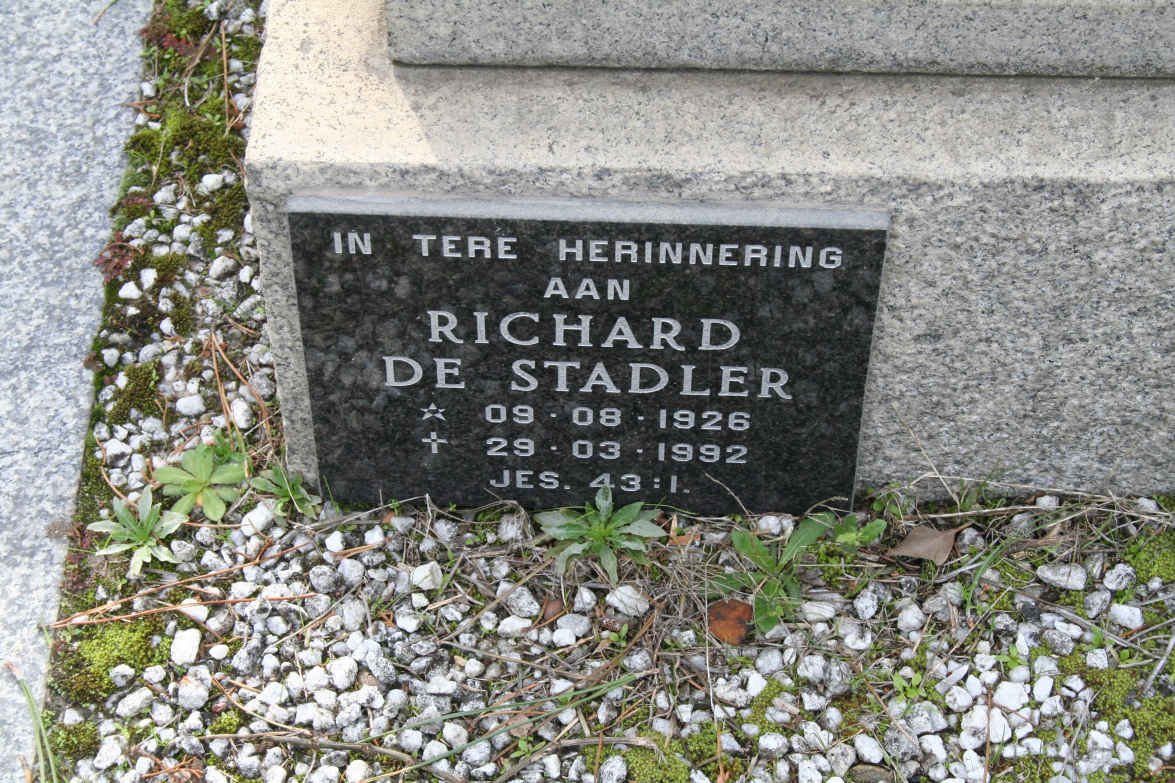 IN TERE HERINNERING
AAN
RICHARD
DE STADLER
☆ 09·08·1926
✝ 29·03·1992
JES. 43:1.